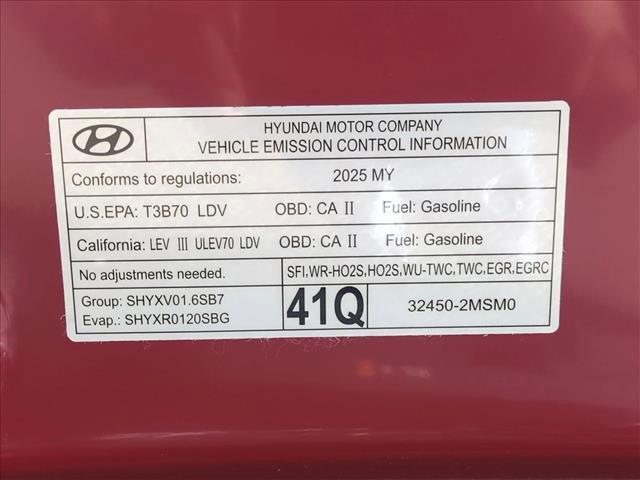 HYUNDAI MOTOR COMPANY
VEHICLE EMISSION CONTROL INFORMATION
Conforms to regulations: 2025 MY
U.S.EPA: T3B70 LDV OBD: CA II Fuel: Gasoline
California: LEV III ULEV70 LDV OBD: CA II Fuel: Gasoline
No adjustments needed. SFI,WR-HO2S,HO2S,WU-TWC,TWC,EGR,EGRC
Group: SHYXV01.6SB7
Evap.: SHYXR0120SBG
41Q
32450-2MSM0